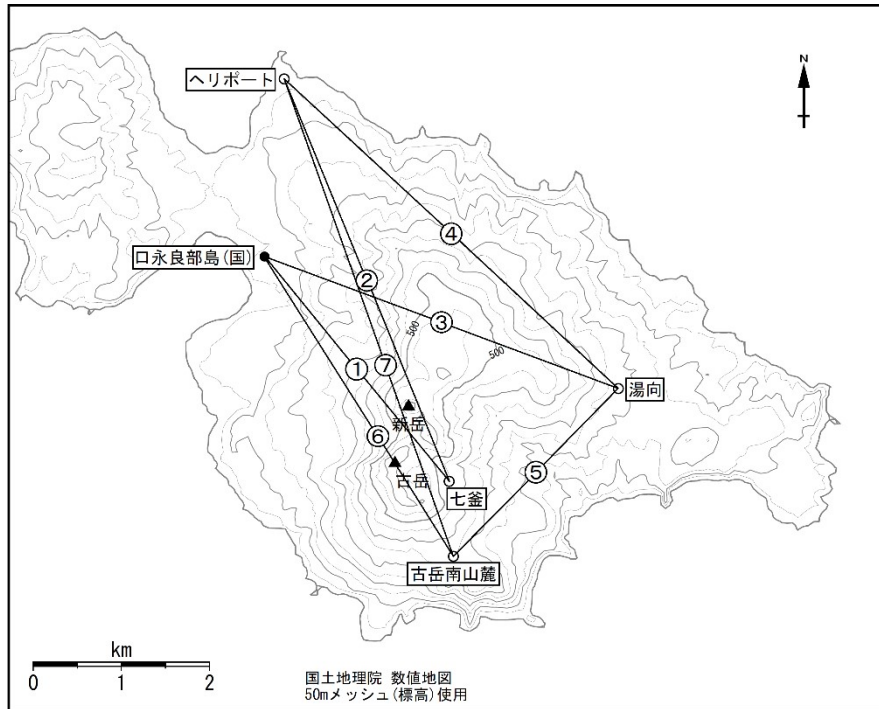 ヘリポート
N
④
口永良部島(国)
②
③
500
500
①
⑦
湯向
新岳
⑥
古岳
⑤
七釜
古岳南山麓
km
0 1 2
国土地理院 数値地図
50mメッシュ(標高)使用